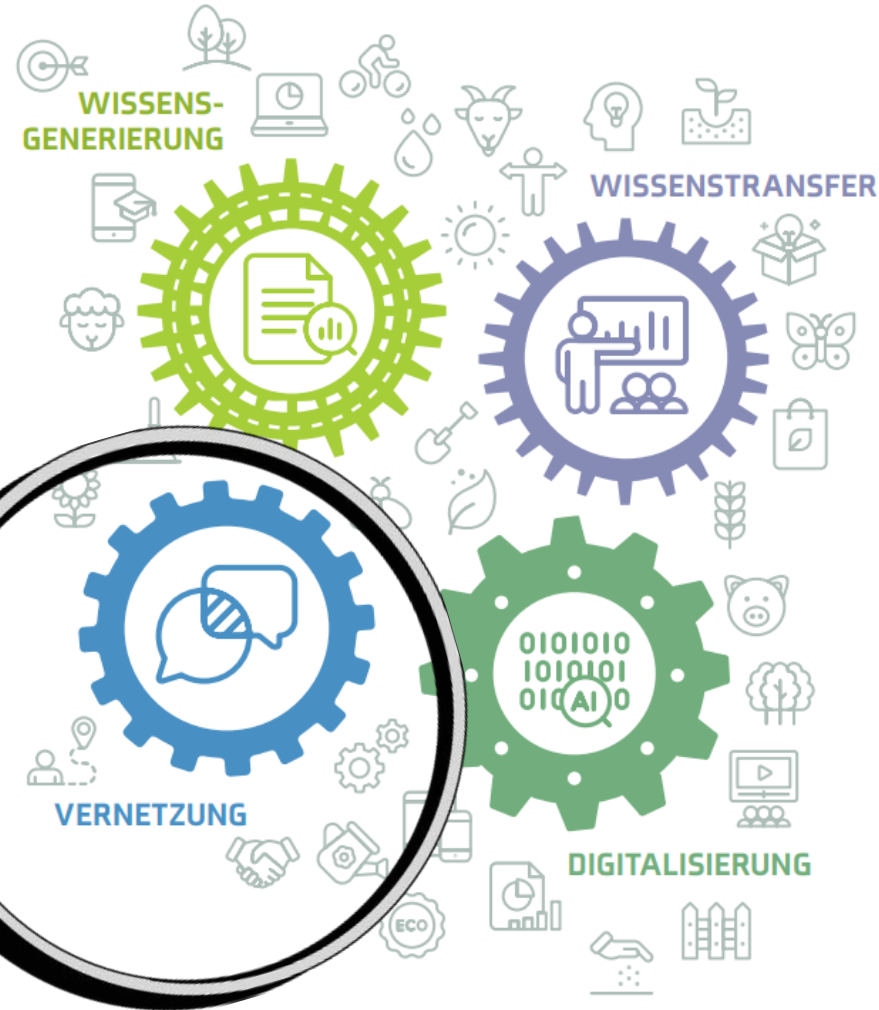 WISSENS-
GENERIERUNG
WISSENSTRANSFER
0101010
1010101
010 0
AI
VERNETZUNG
DIGITALISIERUNG
ECO